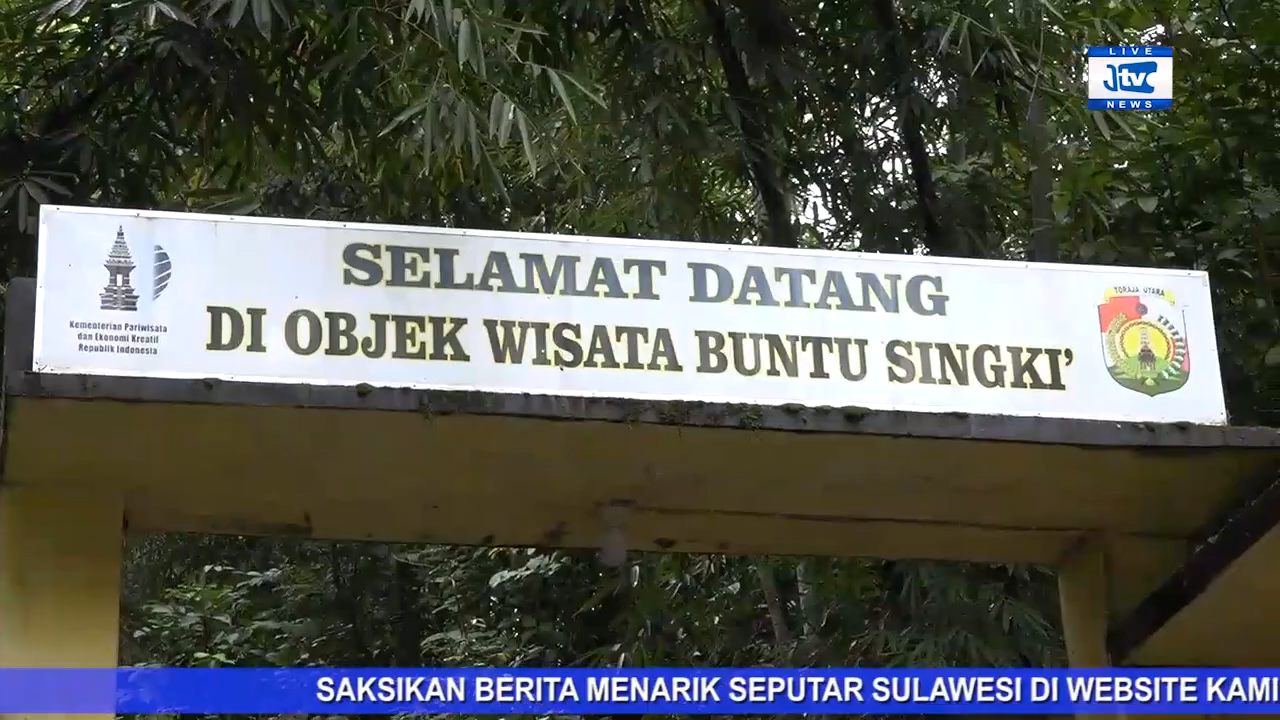 LIVE
Jtvc
NEWS
SELAMAT DATANG
DI OBJEK WISATA BUNTU SINGKI'
Kementerian Pariwisata
dan Ekonomi Kreatif
Republik Indonesia
TORAJA UTARA
SAKSIKAN BERITA MENARIK SEPUTAR SULAWESI DI WEBSITE KAMI